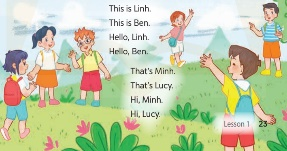 This is Linh.
This is Ben.
Hello, Linh.
Hello, Ben.
That's Minh.
That's Lucy.
Hi, Minh.
Hi, Lucy.
Lesson 1 23